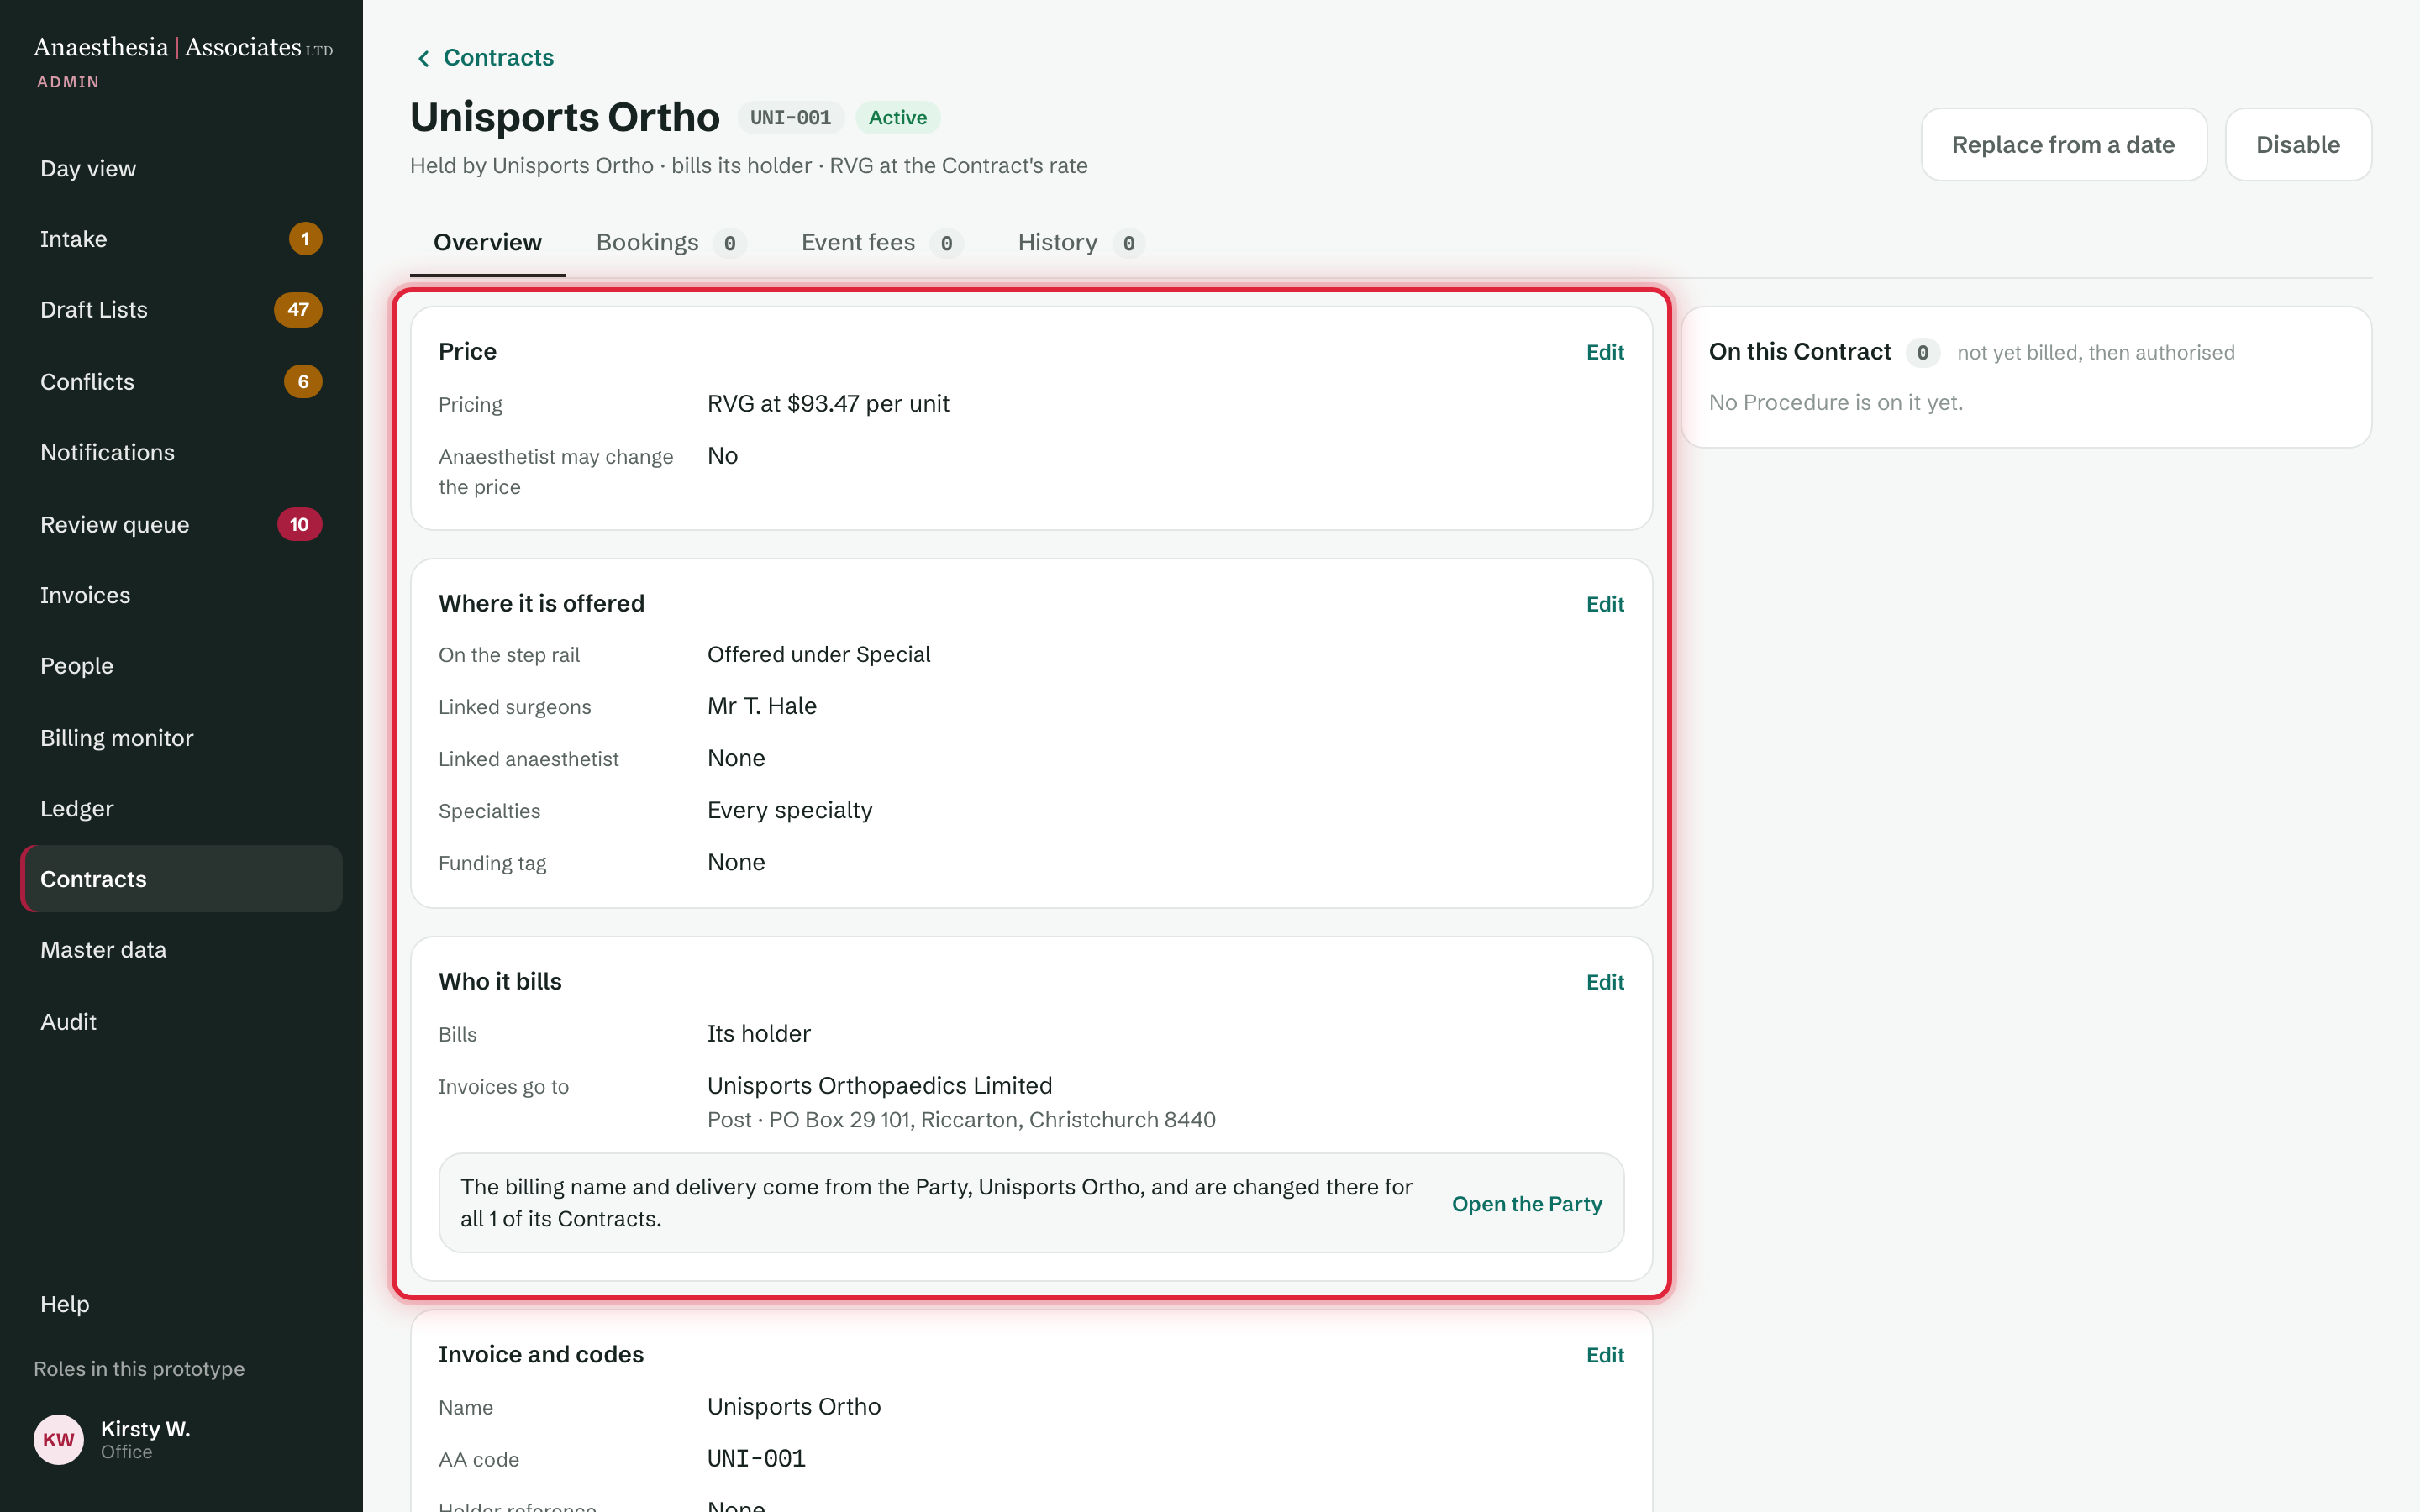 Anaesthesia | Associates LTD
ADMIN
Day view
Intake 1
Draft Lists 47
Conflicts 6
Notifications
Review queue 10
Invoices
People
Billing monitor
Ledger
Contracts
Master data
Audit
Help
Roles in this prototype
KW Kirsty W.
Office
Contracts
Unisports Ortho UNI-001 Active
Held by Unisports Ortho · bills its holder · RVG at the Contract's rate
Replace from a date Disable
Overview Bookings 0 Event fees 0 History 0
Price Edit
Pricing RVG at $93.47 per unit
Anaesthetist may change No
the price
Where it is offered Edit
On the step rail Offered under Special
Linked surgeons Mr T. Hale
Linked anaesthetist None
Specialties Every specialty
Funding tag None
Who it bills Edit
Bills Its holder
Invoices go to Unisports Orthopaedics Limited
Post · PO Box 29 101, Riccarton, Christchurch 8440
The billing name and delivery come from the Party, Unisports Ortho, and are changed there for
all 1 of its Contracts.
Open the Party
Invoice and codes Edit
Name Unisports Ortho
AA code UNI-001
Holder reference None
On this Contract 0 not yet billed, then authorised
No Procedure is on it yet.